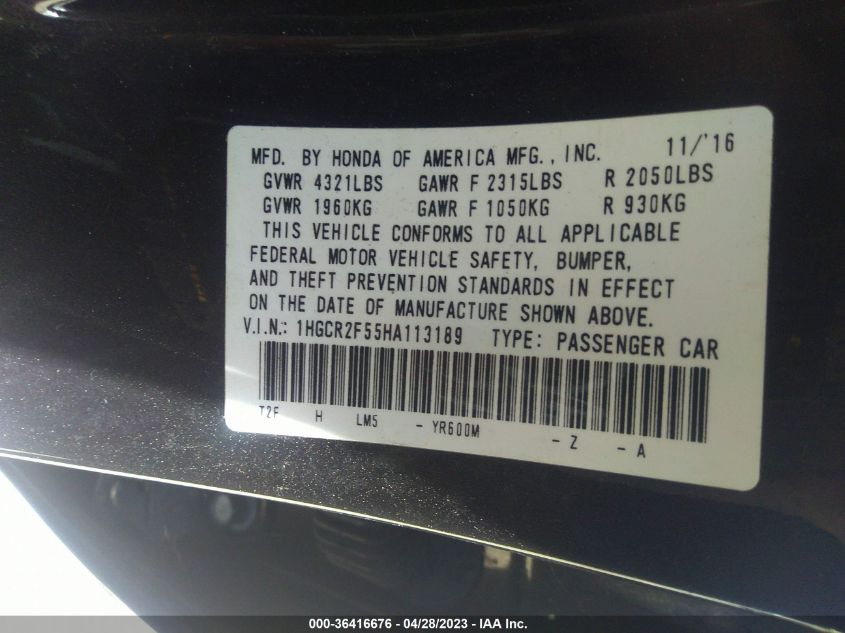 MFD. BY HONDA OF AMERICA MFG., INC. 11/'16
GVWR 4321LBS GAWR F 2315LBS R 2050LBS
GVWR 1960KG GAWR F 1050KG R 930KG
THIS VEHICLE CONFORMS TO ALL APPLICABLE
FEDERAL MOTOR VEHICLE SAFETY, BUMPER,
AND THEFT PREVENTION STANDARDS IN EFFECT
ON THE DATE OF MANUFACTURE SHOWN ABOVE.
V.I.N.: 1HGCR2F55HA113189 TYPE: PASSENGER CAR
T2F H LM5 - YR600M - Z - A
000-36416676 / 04/28/2023 - IAA Inc.